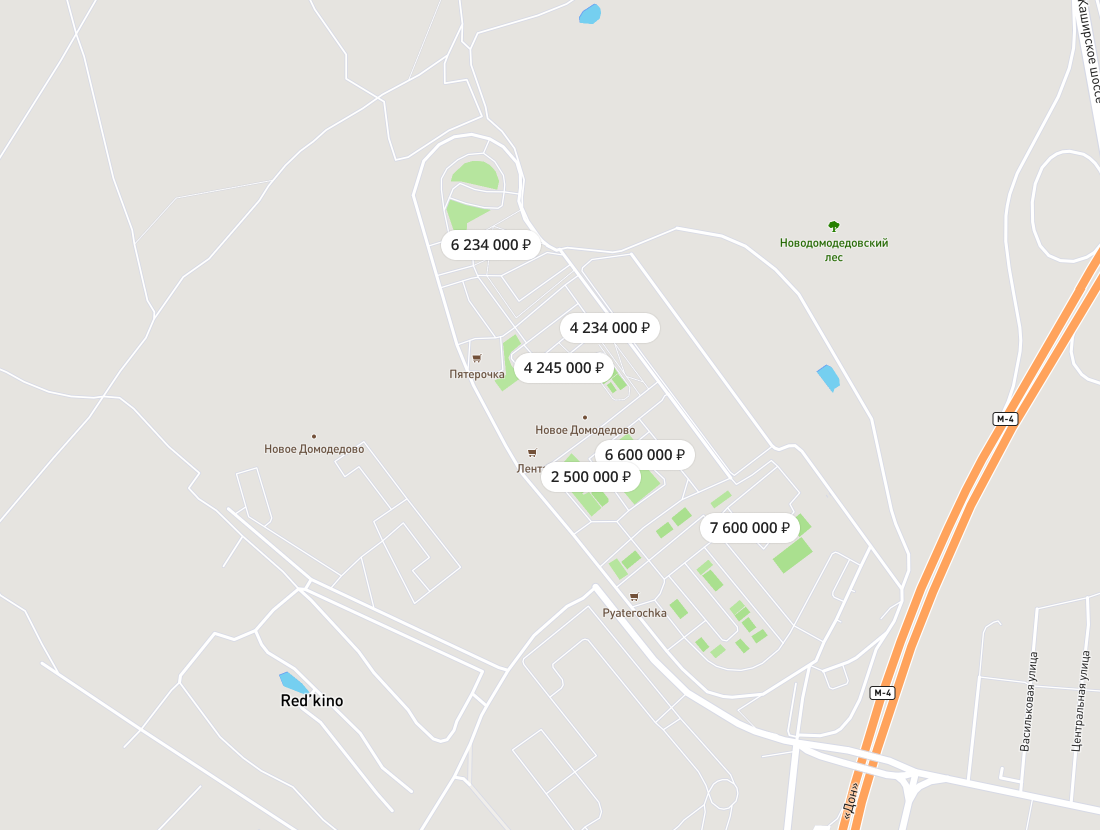 Каширское шоссе
Новодомодедовский
лес
6 234 000 ₽
4 234 000 ₽
Пятерочка
4 245 000 ₽
М-4
Новое Домодедово
Новое Домодедово
6 600 000 ₽
Лент
2 500 000 ₽
7 600 000 ₽
Pyaterochka
Васильковая улица
Центральная улица
М-4
Red'kino
«Дон»